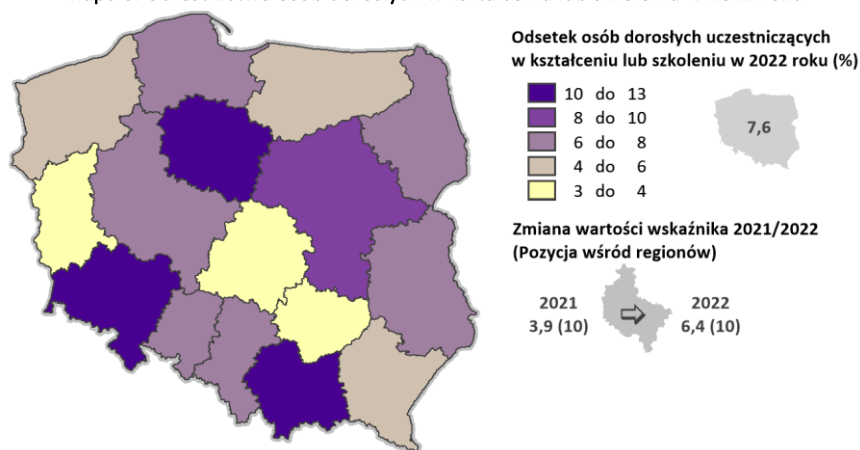 Odsetek osób dorosłych uczestniczących
w kształceniu lub szkoleniu w 2022 roku (%)
10 do 13
8 do 10
6 do 8
4 do 6
3 do 4
7,6
Zmiana wartości wskaźnika 2021/2022
(Pozycja wśród regionów)
2021
3,9 (10)
2022
6,4 (10)